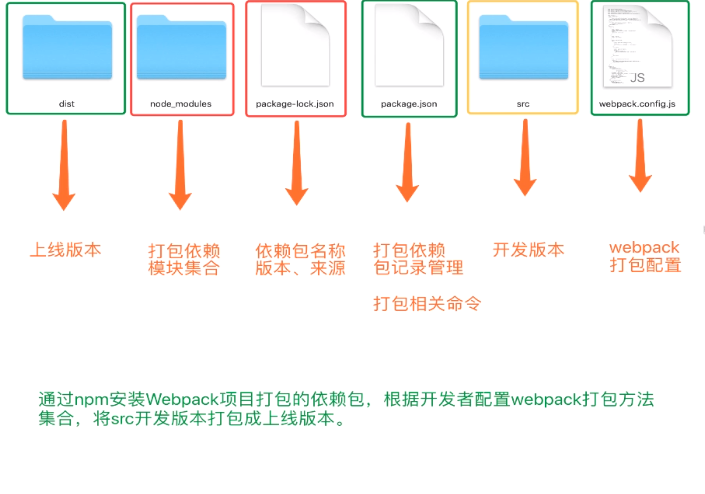 JS
dist
node_modules
package-lock.json
package.json
src
webpack.config.js
上线版本
打包依赖
模块集合
依赖包名称
版本、来源
打包依赖
包记录管理
打包相关命令
开发版本
webpack
打包配置
通过npm安装Webpack项目打包的依赖包，根据开发者配置webpack打包方法
集合，将src开发版本打包成上线版本。